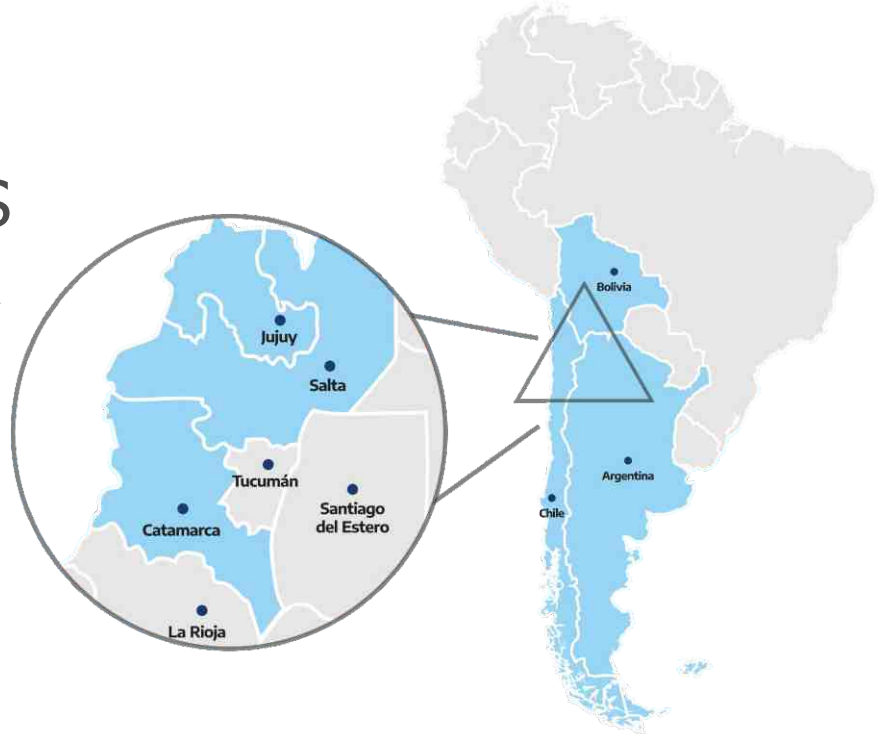 S
Bolivia
Jujuy
Salta
Tucumán
Argentina
Santiago
del Estero
Chile
Catamarca
La Rioja